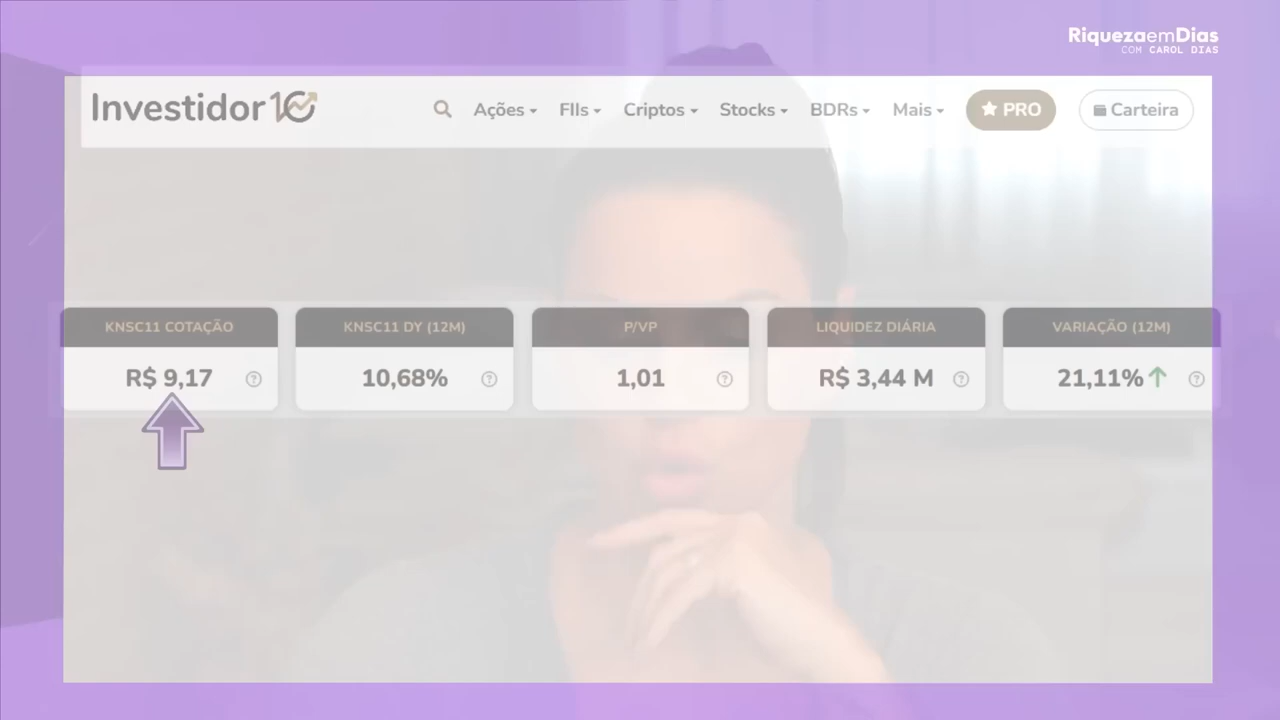 RiquezaemDias
COM CAROL DIAS
Investidor10
Ações FIIs Criptos Stocks BDRs Mais PRO Carteira
KNSC11 COTAÇÃO KNSC11 DY (12M) P/VP LIQUIDEZ DIÁRIA VARIAÇÃO (12M)
R$ 9,17 ? 10,68% ? 1,01 ? R$ 3,44 M ? 21,11% ?